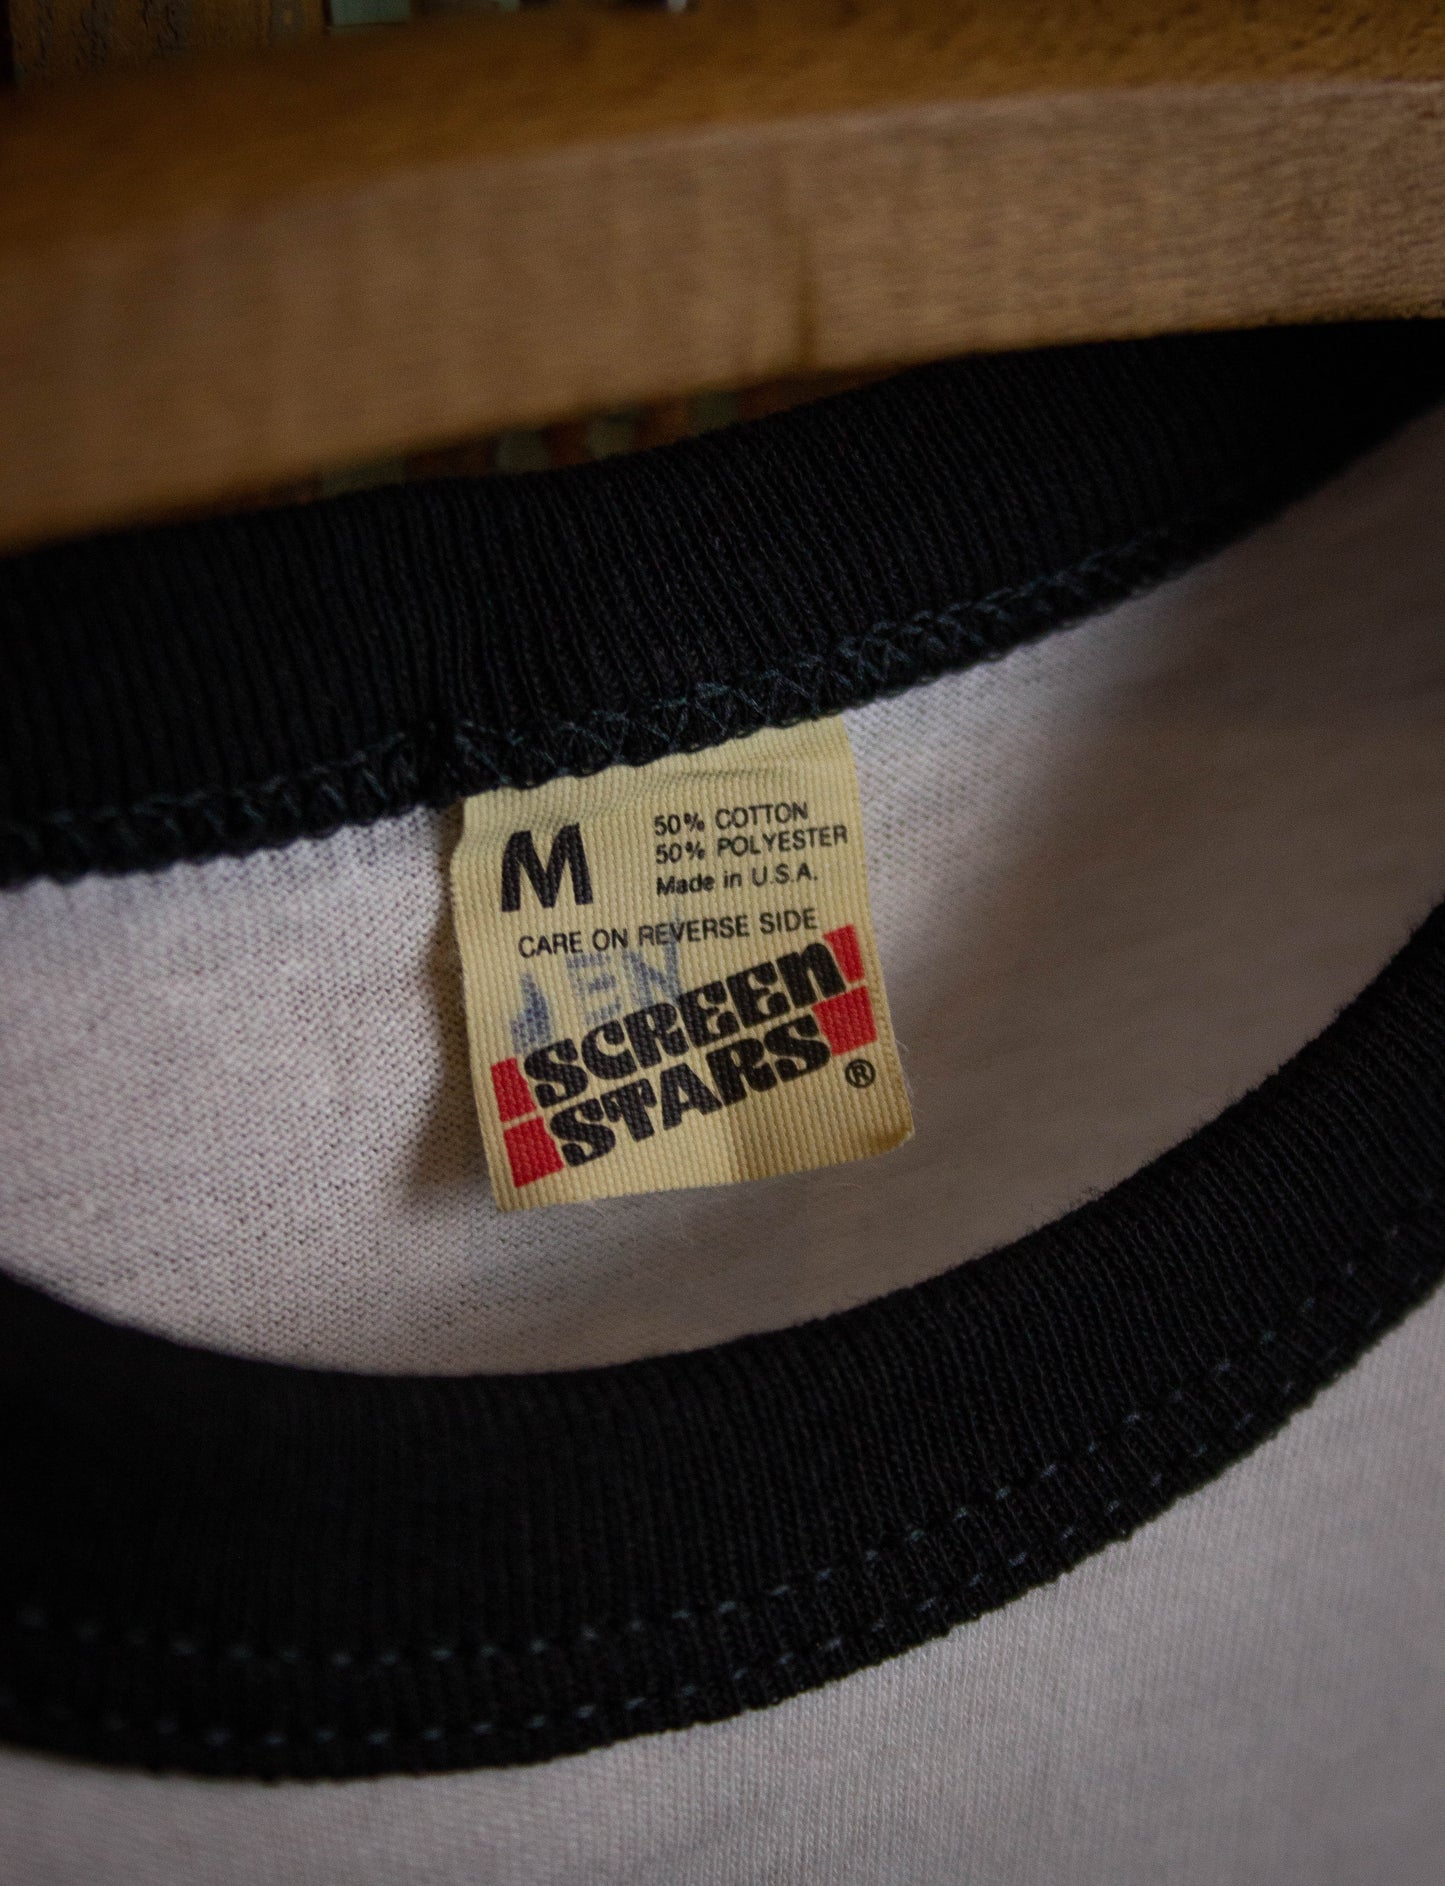 M
50% COTTON
50% POLYESTER
Made in U.S.A.
CARE ON REVERSE SIDE
SCREEN
STARS ®